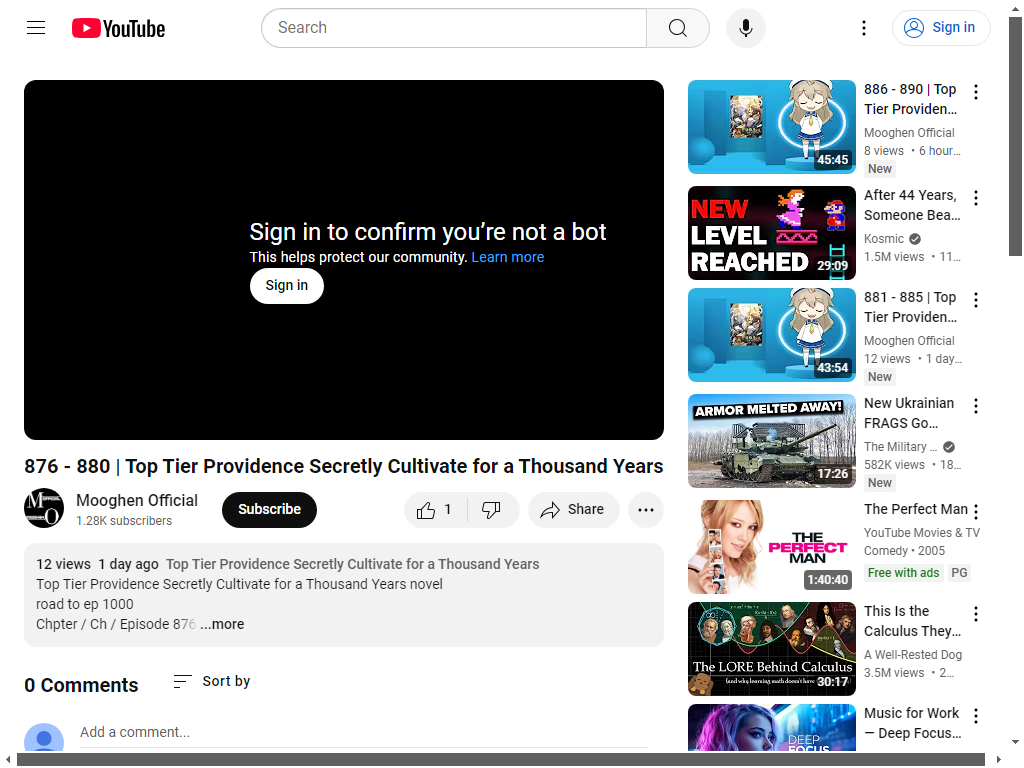 YouTube
Search
Sign in
Sign in to confirm you're not a bot
This helps protect our community. Learn more
Sign in
876 - 880 | Top Tier Providence Secretly Cultivate for a Thousand Years
Mooghen Official
1.28K subscribers
Subscribe
1
Share
12 views 1 day ago Top Tier Providence Secretly Cultivate for a Thousand Years
Top Tier Providence Secretly Cultivate for a Thousand Years novel
road to ep 1000
Chpter / Ch / Episode 876 ...more
0 Comments
Sort by
Add a comment...
45:45
886 - 890 | Top
Tier Providen...
Mooghen Official
8 views • 6 hour...
New
NEW
LEVEL
REACHED
29:09
After 44 Years,
Someone Bea...
Kosmic
1.5M views • 11...
43:54
881 - 885 | Top
Tier Providen...
Mooghen Official
12 views • 1 day...
New
ARMOR MELTED AWAY!
17:26
New Ukrainian
FRAGS Go...
The Military ...
582K views • 18...
New
THE
PERFECT
MAN
1:40:40
The Perfect Man
YouTube Movies & TV
Comedy • 2005
Free with ads PG
The LORE Behind Calculus
(and why learning math doesn't have
30:17
This Is the
Calculus They...
A Well-Rested Dog
3.5M views • 2...
DEEP
FOCUS
Music for Work
— Deep Focus...